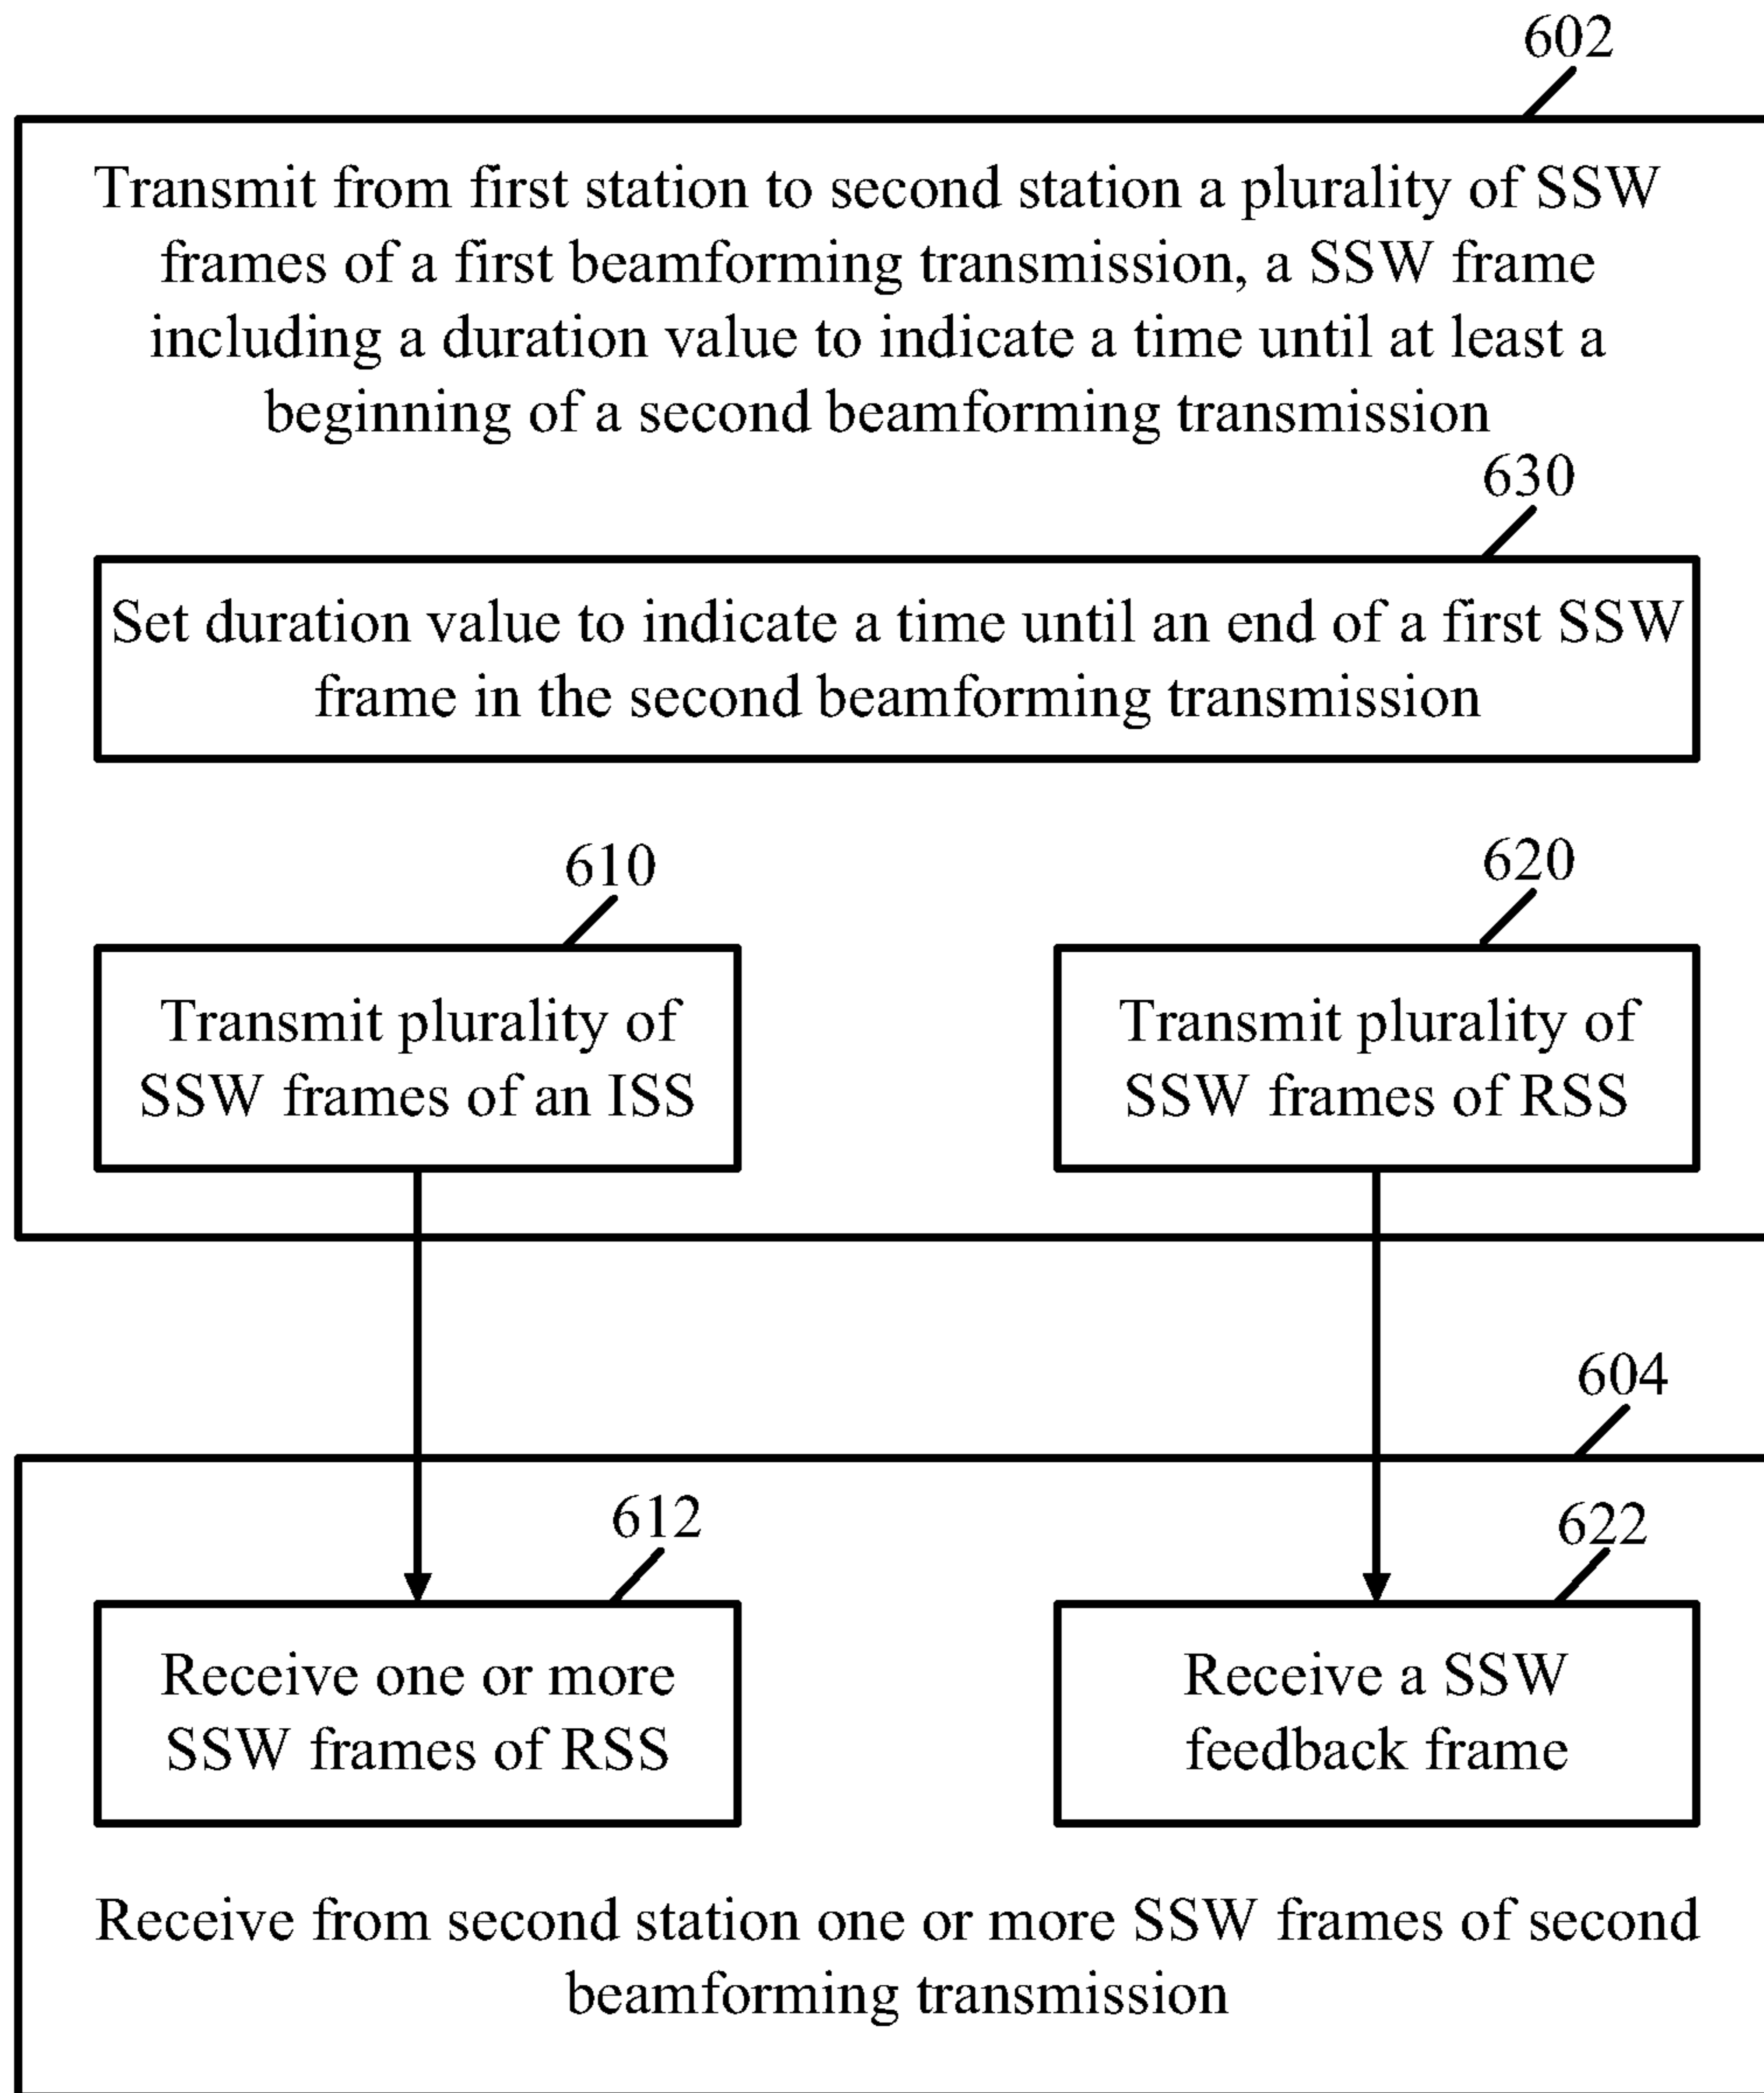 602
Transmit from first station to second station a plurality of SSW
frames of a first beamforming transmission, a SSW frame
including a duration value to indicate a time until at least a
beginning of a second beamforming transmission
630
Set duration value to indicate a time until an end of a first SSW
frame in the second beamforming transmission
610
Transmit plurality of
SSW frames of an ISS
620
Transmit plurality of
SSW frames of RSS
604
612
Receive one or more
SSW frames of RSS
622
Receive a SSW
feedback frame
Receive from second station one or more SSW frames of second
beamforming transmission